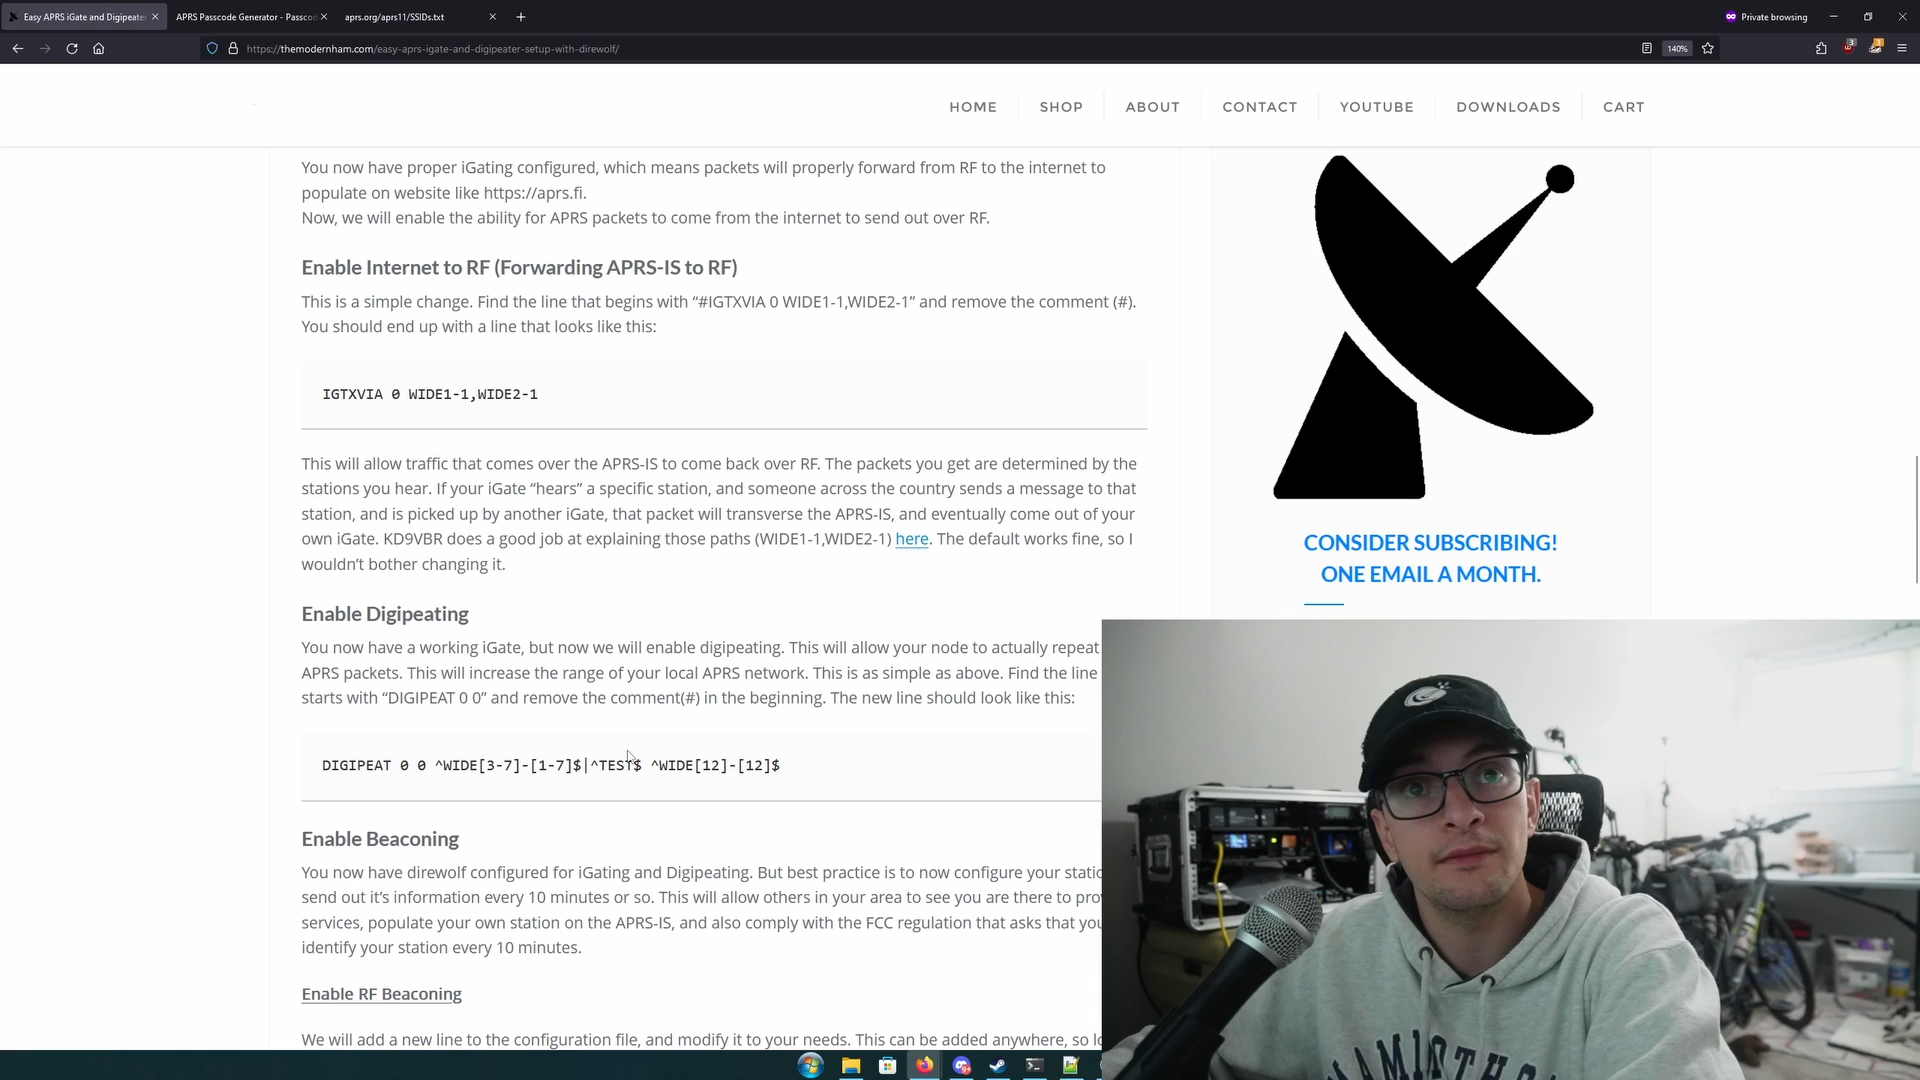 Easy APRS iGate and Digipeater
APRS Passcode Generator - Passcod
aprs.org/aprs11/SSIDs.txt
Private browsing
https://themodernham.com/easy-aprs-igate-and-digipeater-setup-with-direwolf/
140%
3
3
HOME
SHOP
ABOUT
CONTACT
YOUTUBE
DOWNLOADS
CART
You now have proper iGating configured, which means packets will properly forward from RF to the internet to
populate on website like https://aprs.fi.
Now, we will enable the ability for APRS packets to come from the internet to send out over RF.
Enable Internet to RF (Forwarding APRS-IS to RF)
This is a simple change. Find the line that begins with “#IGTXVIA 0 WIDE1-1,WIDE2-1” and remove the comment (#).
You should end up with a line that looks like this:
IGTXVIA 0 WIDE1-1,WIDE2-1
This will allow traffic that comes over the APRS-IS to come back over RF. The packets you get are determined by the
stations you hear. If your iGate “hears” a specific station, and someone across the country sends a message to that
station, and is picked up by another iGate, that packet will transverse the APRS-IS, and eventually come out of your
own iGate. KD9VBR does a good job at explaining those paths (WIDE1-1,WIDE2-1) here. The default works fine, so I
wouldn’t bother changing it.
Enable Digipeating
You now have a working iGate, but now we will enable digipeating. This will allow your node to actually repeat
APRS packets. This will increase the range of your local APRS network. This is as simple as above. Find the line
starts with “DIGIPEAT 0 0” and remove the comment(#) in the beginning. The new line should look like this:
DIGIPEAT 0 0 ^WIDE[3-7]-[1-7]$|^TEST$ ^WIDE[12]-[12]$
Enable Beaconing
You now have direwolf configured for iGating and Digipeating. But best practice is to now configure your static
send out it’s information every 10 minutes or so. This will allow others in your area to see you are there to pro
services, populate your own station on the APRS-IS, and also comply with the FCC regulation that asks that you
identify your station every 10 minutes.
Enable RF Beaconing
We will add a new line to the configuration file, and modify it to your needs. This can be added anywhere, so lo
CONSIDER SUBSCRIBING!
ONE EMAIL A MONTH.